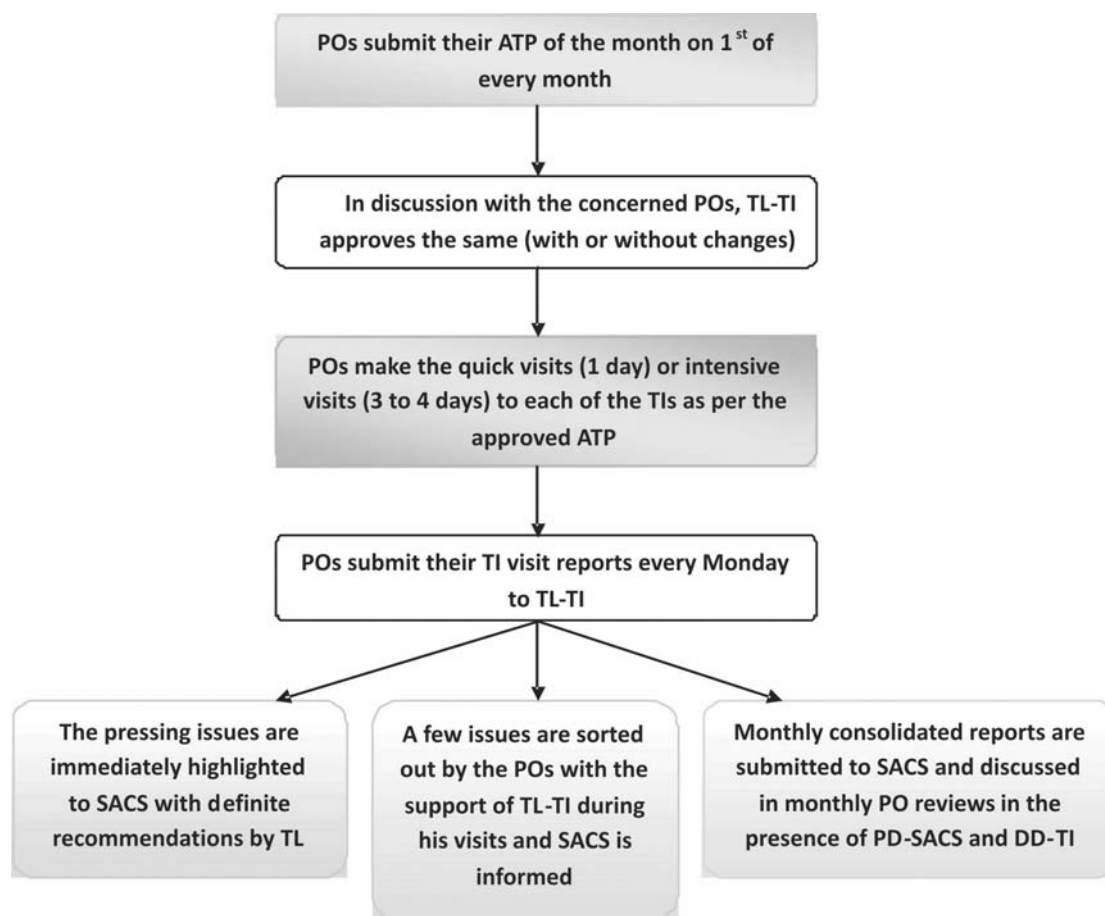 POs submit their ATP of the month on 1st of
every month
In discussion with the concerned POs, TL-TI
approves the same (with or without changes)
POs make the quick visits (1 day) or intensive
visits (3 to 4 days) to each of the TIs as per the
approved ATP
POs submit their TI visit reports every Monday
to TL-TI
The pressing issues are
immediately highlighted
to SACS with definite
recommendations by TL
A few issues are sorted
out by the POs with the
support of TL-TI during
his visits and SACS is
informed
Monthly consolidated reports are
submitted to SACS and discussed
in monthly PO reviews in the
presence of PD-SACS and DD-TI